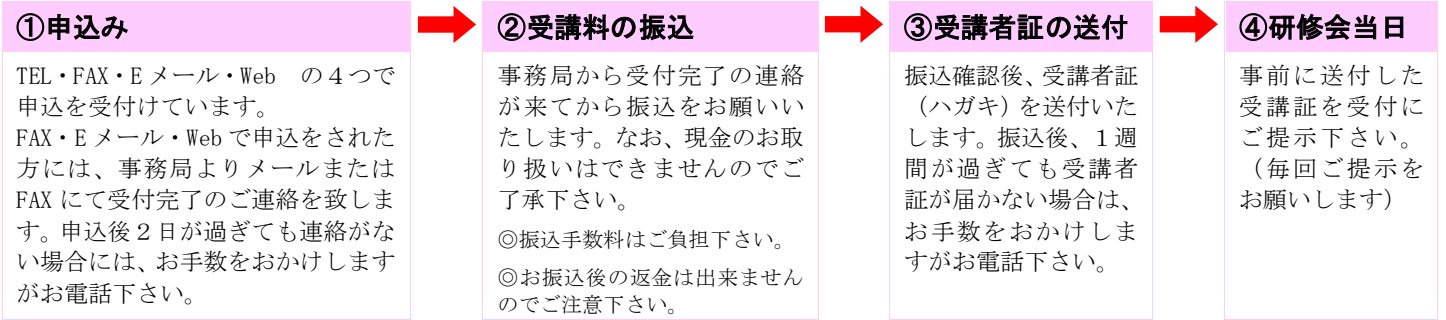 ①申込み
TEL・FAX・Eメール・Web　の４つで
申込を受付けています。
FAX・Eメール・Webで申込をされた
方には、事務局よりメールまたは
FAXにて受付完了のご連絡を致しま
す。申込後２日が過ぎても連絡がな
い場合には、お手数をおかけします
がお電話下さい。
②受講料の振込
事務局から受付完了の連絡
が来てから振込をお願いい
たします。なお、現金のお取
り扱いはできませんのでご
了承下さい。
◎振込手数料はご負担下さい。
◎お振込後の返金は出来ません
のでご注意下さい。
③受講者証の送付
振込確認後、受講者証
（ハガキ）を送付いた
します。振込後、１週
間が過ぎても受講者
証が届かない場合は、
お手数をおかけしま
すがお電話下さい。
④研修会当日
事前に送付した
受講証を受付に
ご提示下さい。
（毎回ご提示を
お願いします）